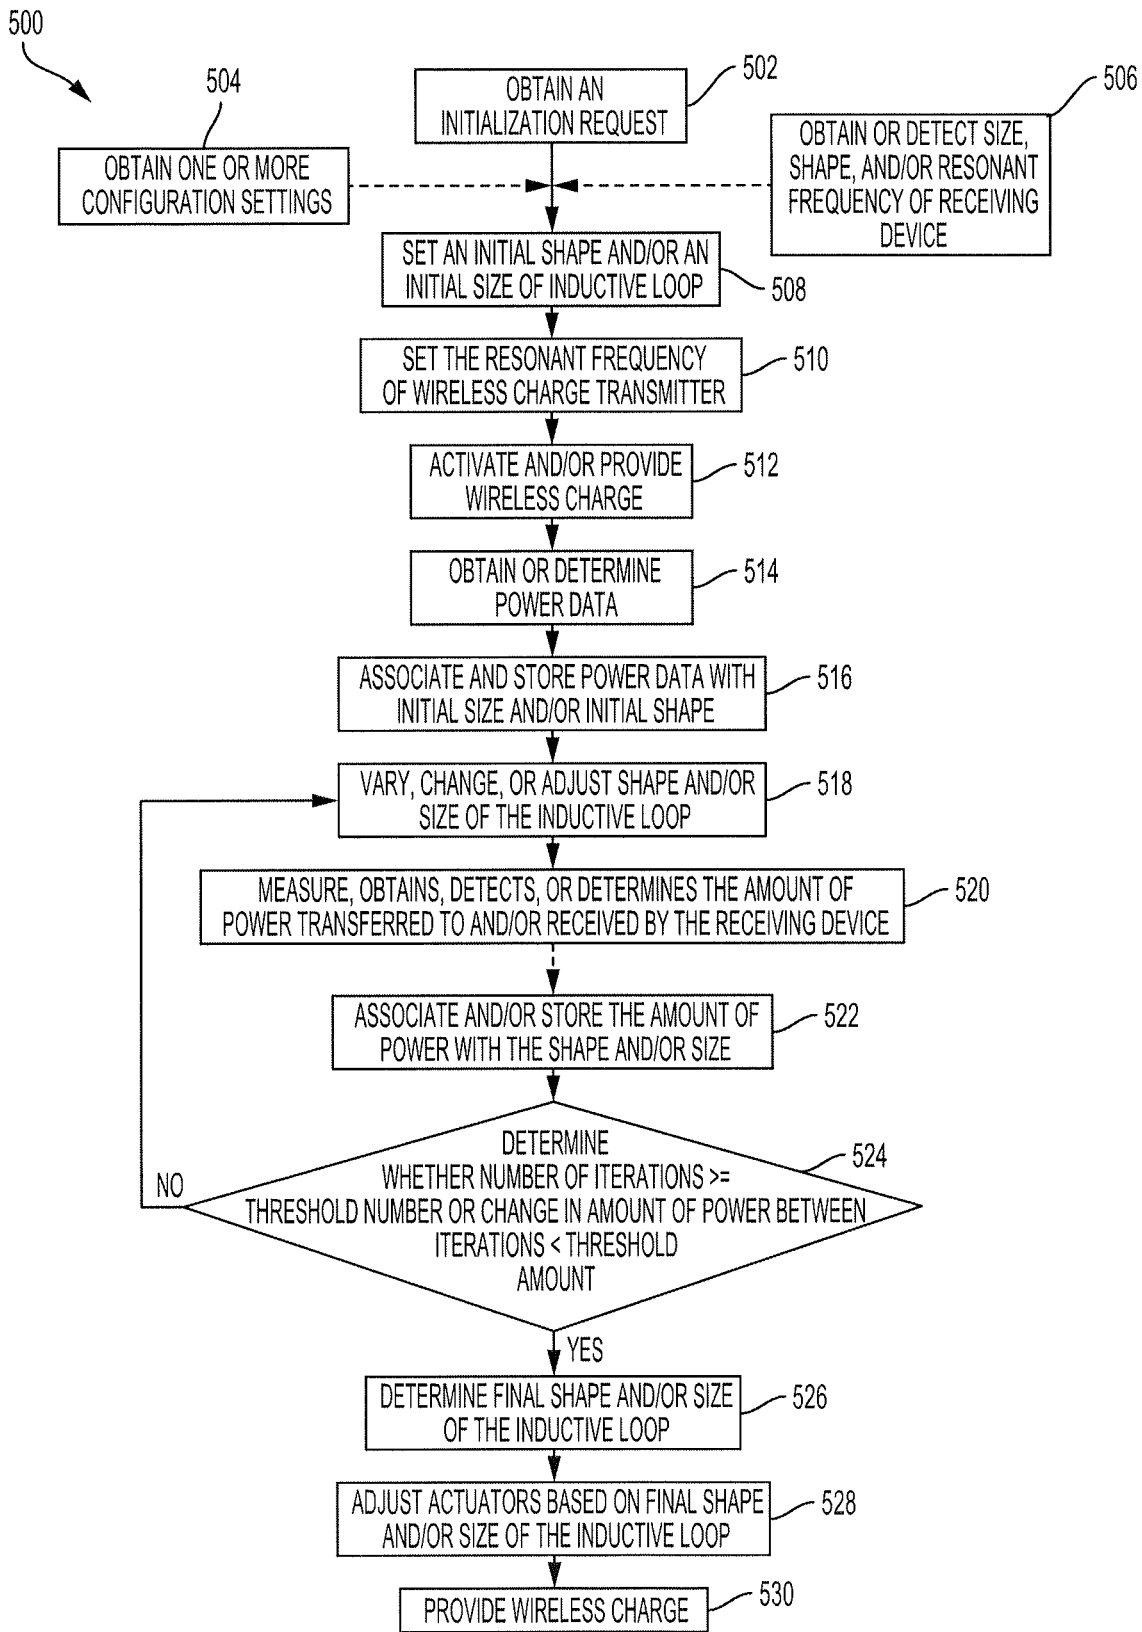 500
504
502
506
OBTAIN AN
INITIALIZATION REQUEST
OBTAIN ONE OR MORE
CONFIGURATION SETTINGS
OBTAIN OR DETECT SIZE,
SHAPE, AND/OR RESONANT
FREQUENCY OF RECEIVING
DEVICE
SET AN INITIAL SHAPE AND/OR AN
INITIAL SIZE OF INDUCTIVE LOOP
508
SET THE RESONANT FREQUENCY
OF WIRELESS CHARGE TRANSMITTER
510
ACTIVATE AND/OR PROVIDE
WIRELESS CHARGE
512
OBTAIN OR DETERMINE
POWER DATA
514
ASSOCIATE AND STORE POWER DATA WITH
INITIAL SIZE AND/OR INITIAL SHAPE
516
VARY, CHANGE, OR ADJUST SHAPE AND/OR
SIZE OF THE INDUCTIVE LOOP
518
MEASURE, OBTAINS, DETECTS, OR DETERMINES THE AMOUNT OF
POWER TRANSFERRED TO AND/OR RECEIVED BY THE RECEIVING DEVICE
520
ASSOCIATE AND/OR STORE THE AMOUNT OF
POWER WITH THE SHAPE AND/OR SIZE
522
DETERMINE
WHETHER NUMBER OF ITERATIONS >=
THRESHOLD NUMBER OR CHANGE IN AMOUNT OF POWER BETWEEN
ITERATIONS < THRESHOLD
AMOUNT
524
NO
YES
DETERMINE FINAL SHAPE AND/OR SIZE
OF THE INDUCTIVE LOOP
526
ADJUST ACTUATORS BASED ON FINAL SHAPE
AND/OR SIZE OF THE INDUCTIVE LOOP
528
PROVIDE WIRELESS CHARGE
530